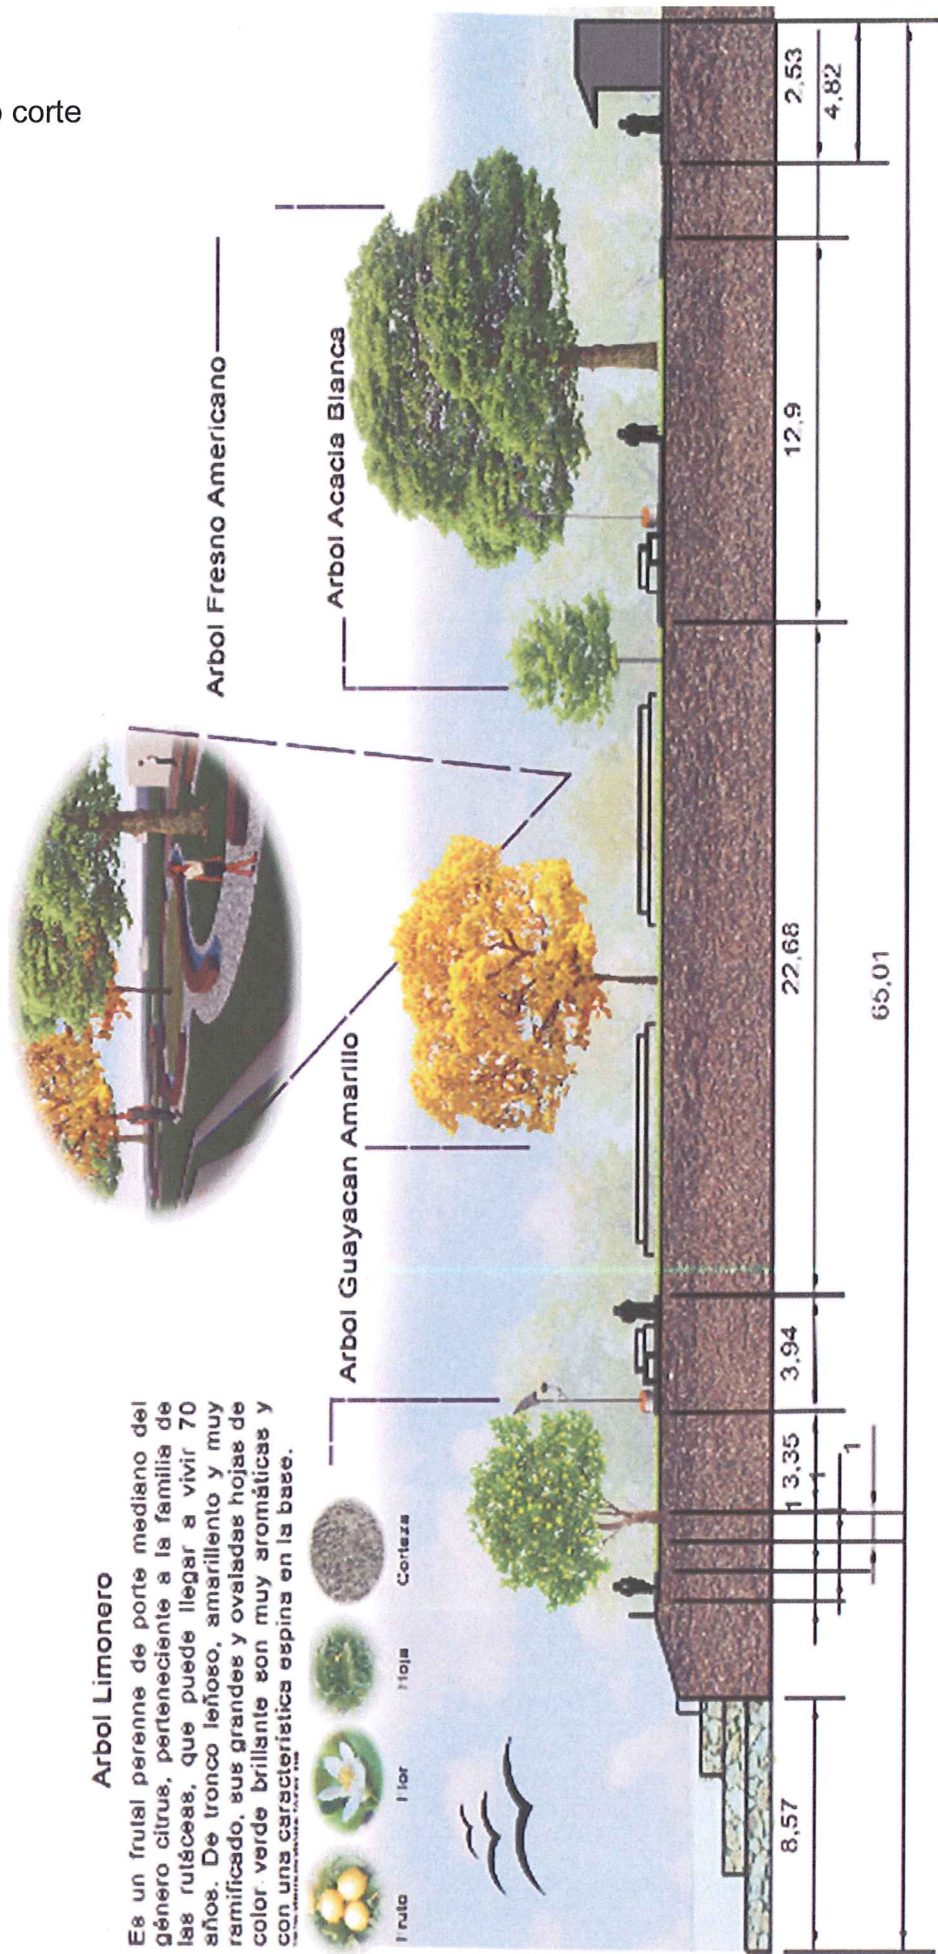 o corte
Arbol Limonero
Es un frutal perenne de porte mediano del
género citrus, perteneciente a la familia de
las rutáceas, que puede llegar a vivir 70
años. De tronco leñoso, amarillento y muy
ramificado, sus grandes y ovaladas hojas de
color verde brillante son muy aromáticas y
con una característica espina en la base.
Fruto
Flor
Hoja
Corteza
Arbol Guayacan Amarillo
Arbol Acacia Blanca
Arbol Fresno Americano
8,57
1
3,35
1
3,94
22,68
12,9
2,53
4,82
65,01